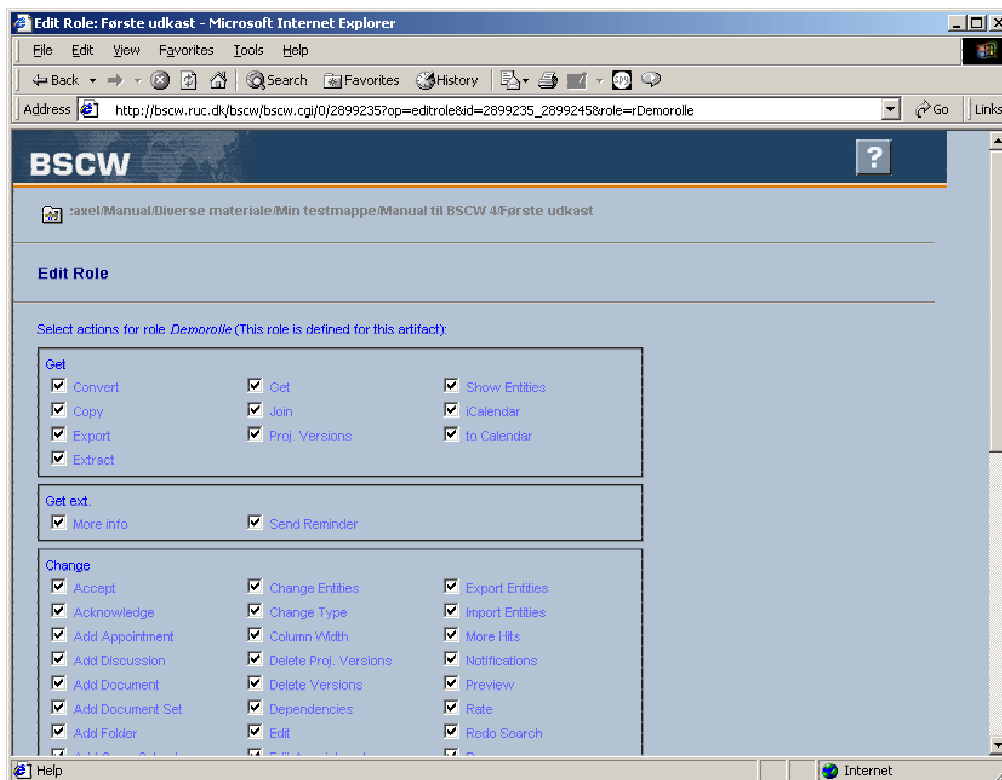 Edit Role: Første udkast - Microsoft Internet Explorer
File Edit View Favorites Tools Help
Back Search Favorites History
Address http://bscw.ruc.dk/bscw/bscw.cgi/0/2899235?op=editrole&id=2899235_2899245&role=rDemorolle Go Links
BSCW ?
:axel/Manual/Diverse materiale/Min testmappe/Manual til BSCW 4/Første udkast
Edit Role
Select actions for role Demorolle (This role is defined for this artifact):
Get
Convert Get Show Entities
Copy Join iCalendar
Export Proj. Versions to Calendar
Extract
Get ext.
More info Send Reminder
Change
Accept Change Entities Export Entities
Acknowledge Change Type Import Entities
Add Appointment Column Width More Hits
Add Discussion Delete Proj. Versions Notifications
Add Document Delete Versions Preview
Add Document Set Dependencies Rate
Add Folder Edit Redo Search
Help Internet